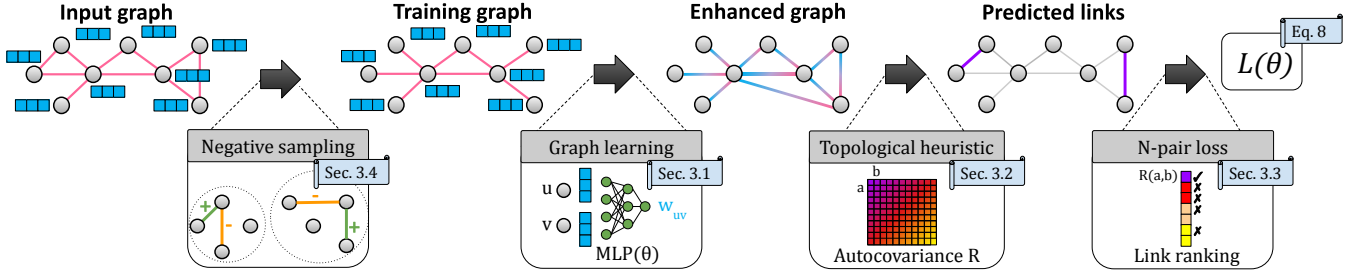 Input graph
Training graph
Enhanced graph
Predicted links
Eq. 8
L(θ)
Negative sampling
Sec. 3.4
+
-
-
+
Graph learning
Sec. 3.1
u
v
w_uv
MLP(θ)
Topological heuristic
Sec. 3.2
b
a
Autocovariance R
N-pair loss
Sec. 3.3
R(a,b)
✓
✗
✗
✗
Link ranking